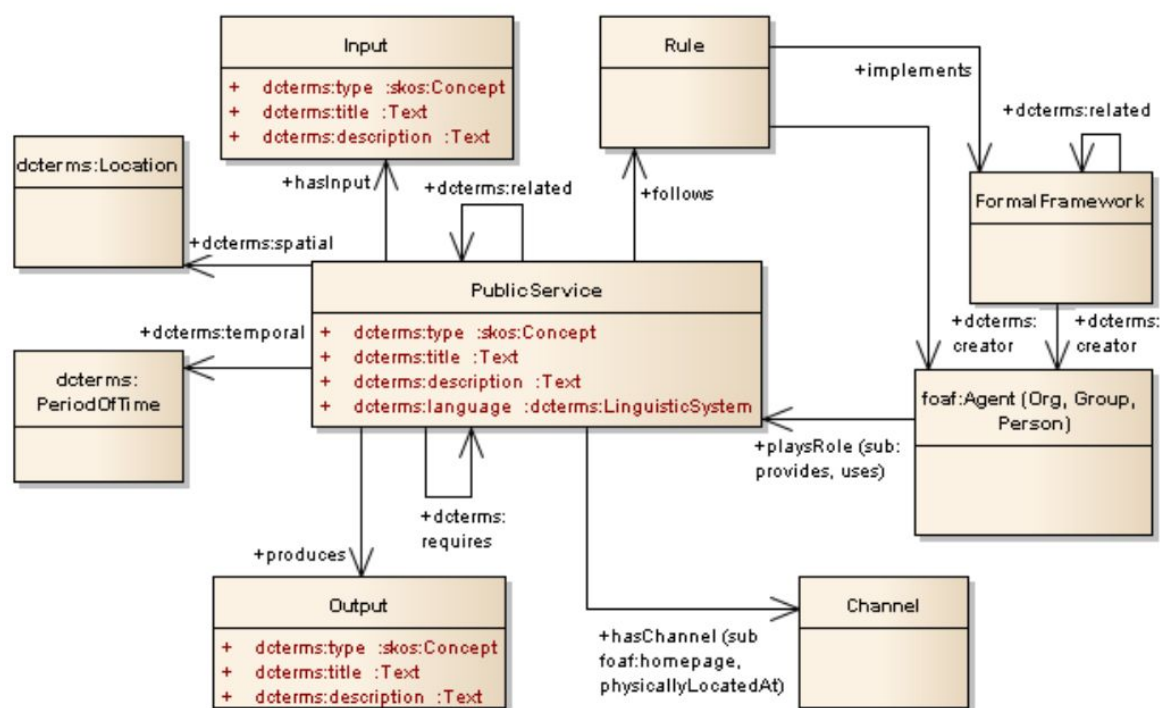 Input
+ dcterms:type :skos:Concept
+ dcterms:title :Text
+ dcterms:description :Text
Rule
+implements
+dcterms:related
dcterms:Location
+hasInput
+dcterms:related
+follows
FormalFramework
+dcterms:spatial
PublicService
+ dcterms:type :skos:Concept
+ dcterms:title :Text
+ dcterms:description :Text
+ dcterms:language :dcterms:LinguisticSystem
+dcterms:temporal
+dcterms:
creator
+dcterms:
creator
dcterms:
PeriodOfTime
foaf:Agent (Org, Group,
Person)
+playsRole (sub:
provides, uses)
+dcterms:
requires
+produces
Output
+ dcterms:type :skos:Concept
+ dcterms:title :Text
+ dcterms:description :Text
+hasChannel (sub
foaf:homepage,
physicallyLocatedAt)
Channel